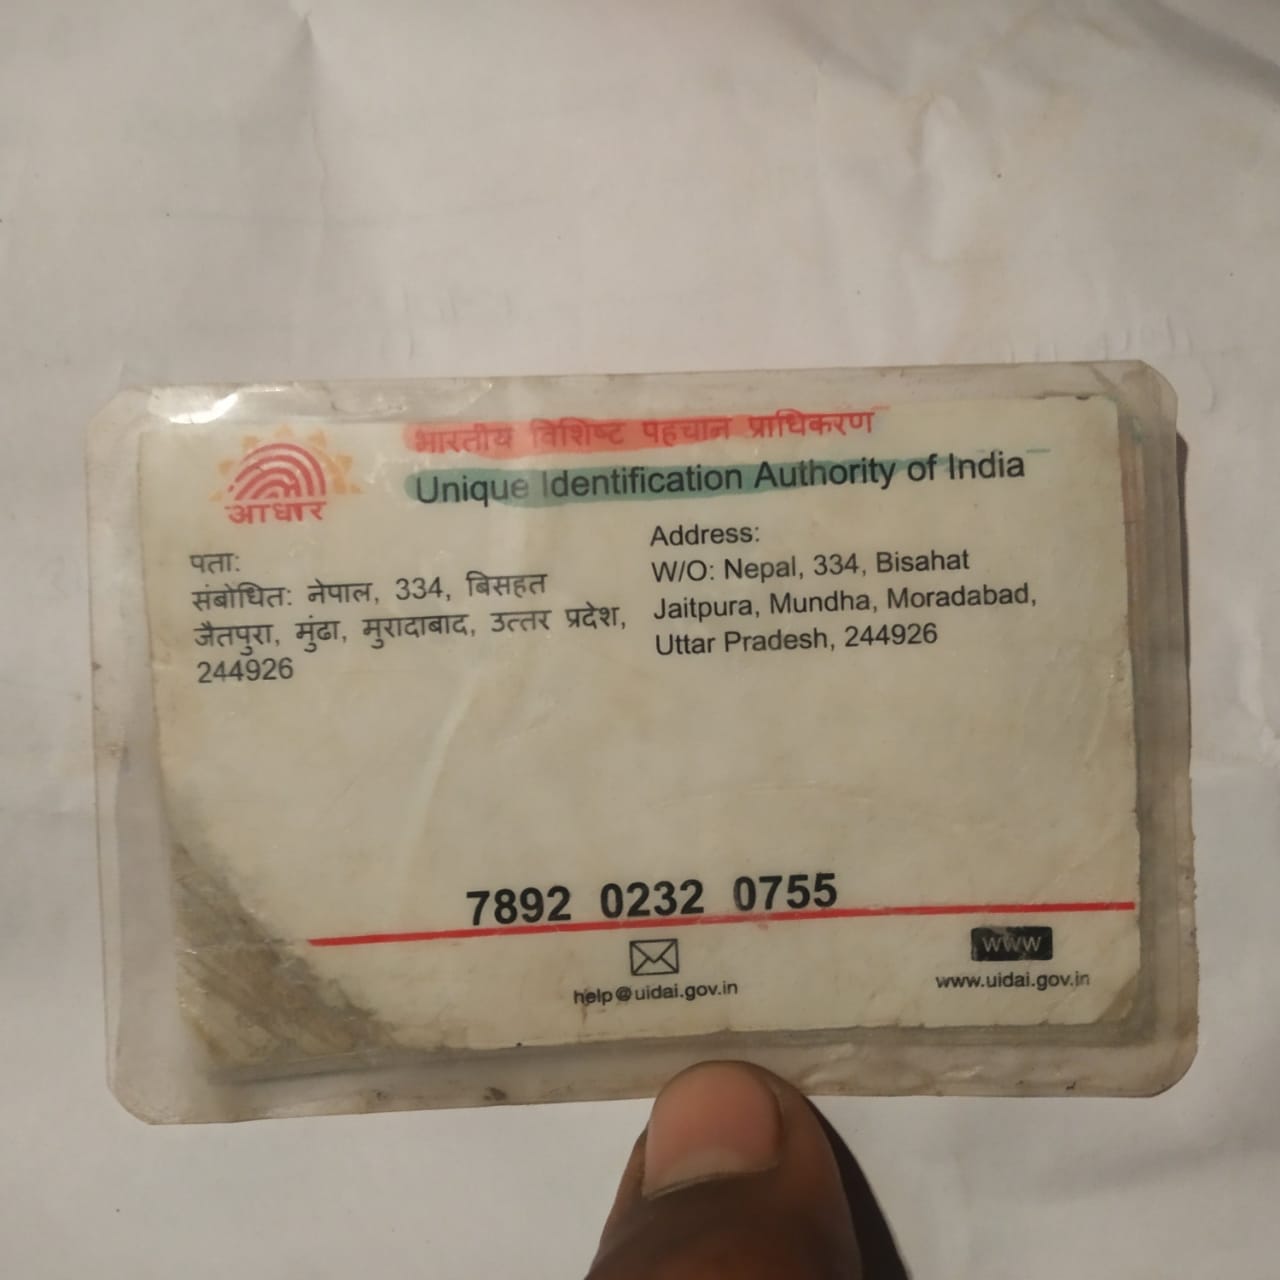 भारतीय विशिष्ट पहचान प्राधिकरण
Unique Identification Authority of India
आधार
पता:
संबोधित: नेपाल, 334, बिसहत
जैतपुरा, मुंढा, मुरादाबाद, उत्तर प्रदेश,
244926
Address:
W/O: Nepal, 334, Bisahat
Jaitpura, Mundha, Moradabad,
Uttar Pradesh, 244926
7892 0232 0755
help@uidai.gov.in
www
www.uidai.gov.in